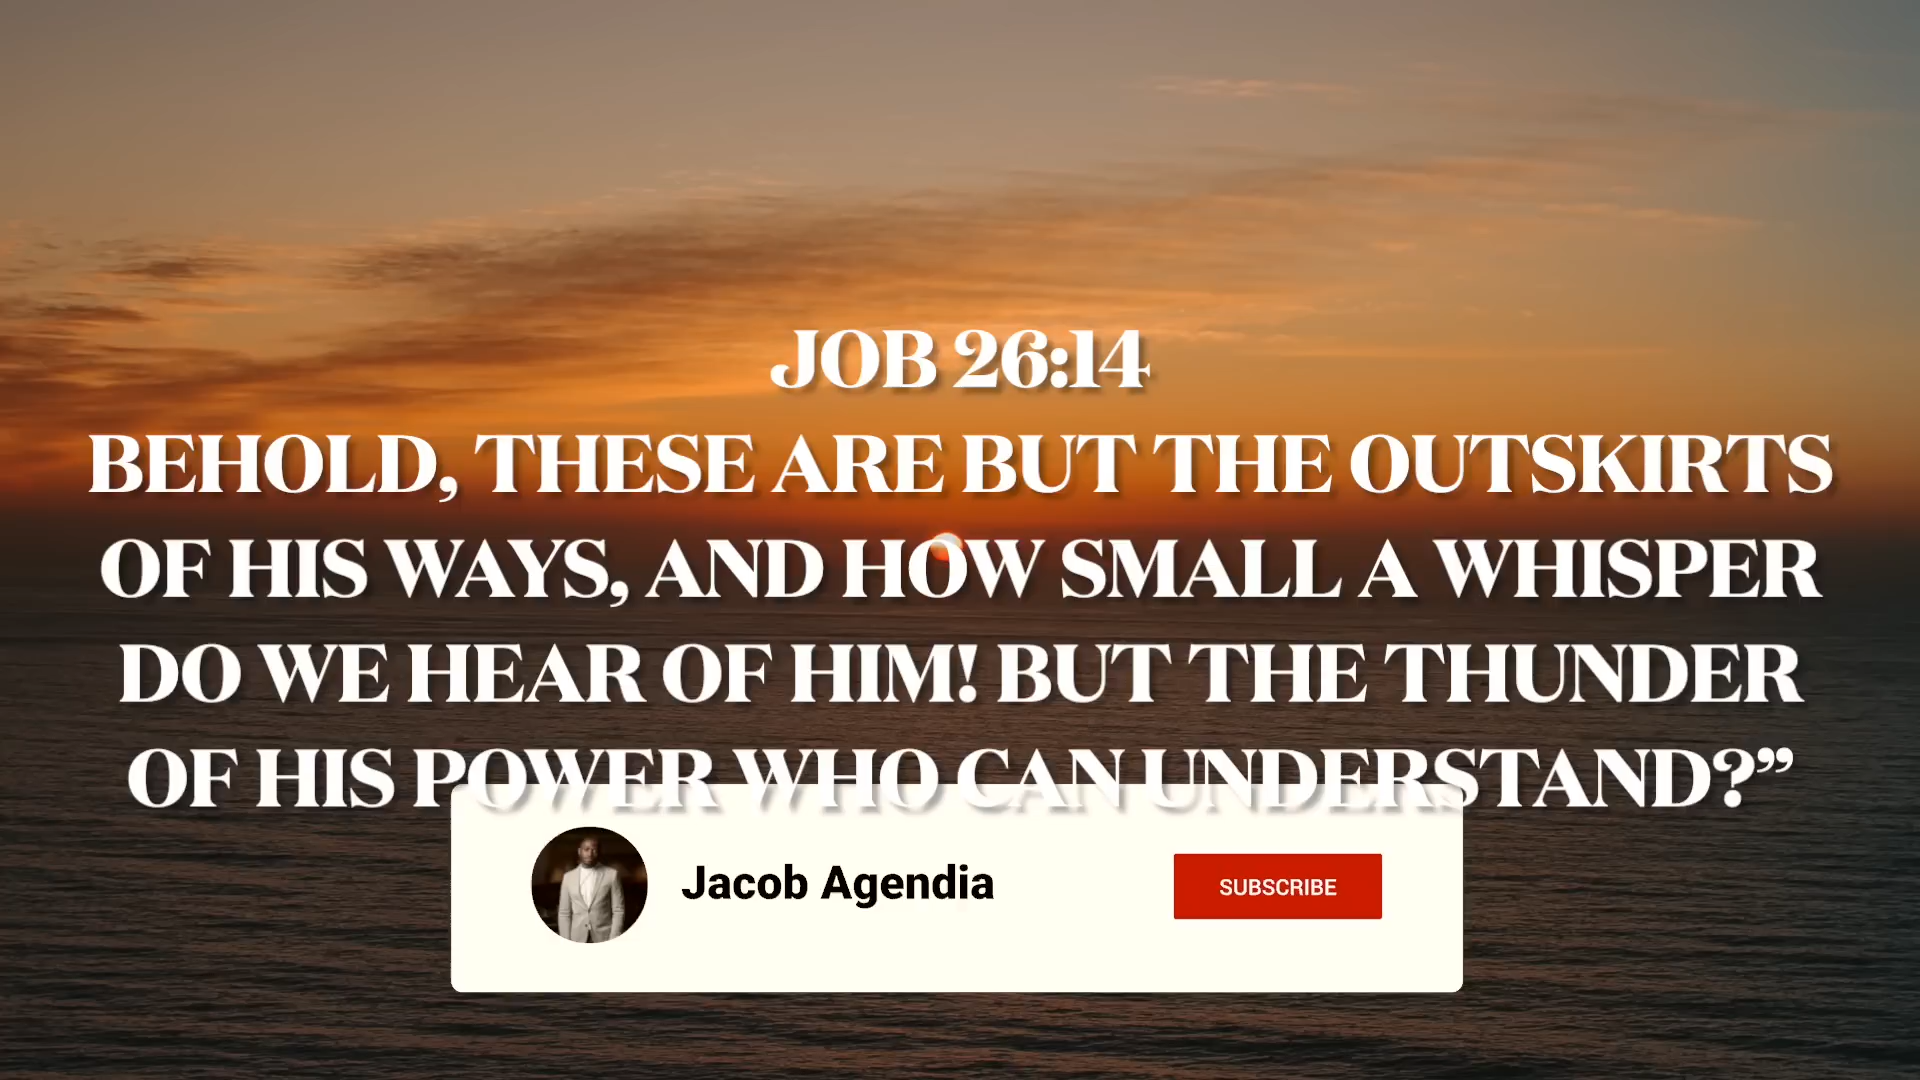 JOB 26:14
BEHOLD, THESE ARE BUT THE OUTSKIRTS
OF HIS WAYS, AND HOW SMALL A WHISPER
DO WE HEAR OF HIM! BUT THE THUNDER
OF HIS POWER WHO CAN UNDERSTAND?”
Jacob Agendia
SUBSCRIBE